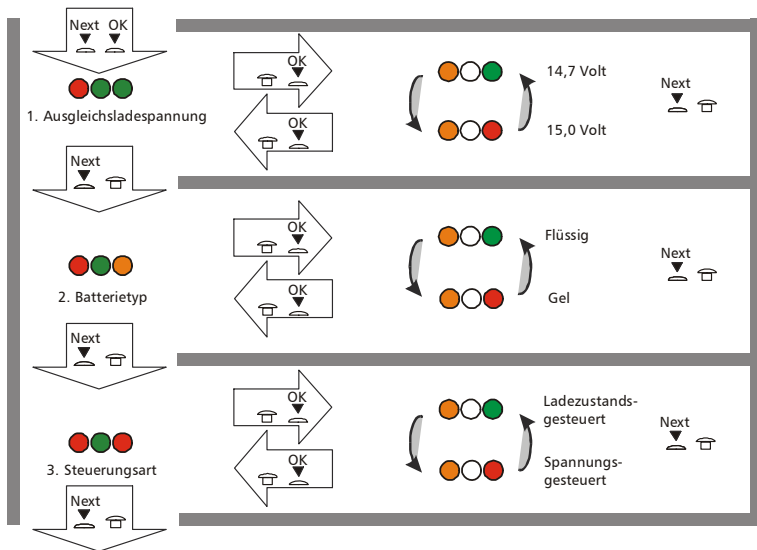 Next OK
OK
14,7 Volt
Next
1. Ausgleichsladespannung
OK
15,0 Volt
Next
OK
Flüssig
Next
2. Batterietyp
OK
Gel
Next
OK
Ladezustands-
gesteuert
Next
3. Steuerungsart
OK
Spannungs-
gesteuert
Next